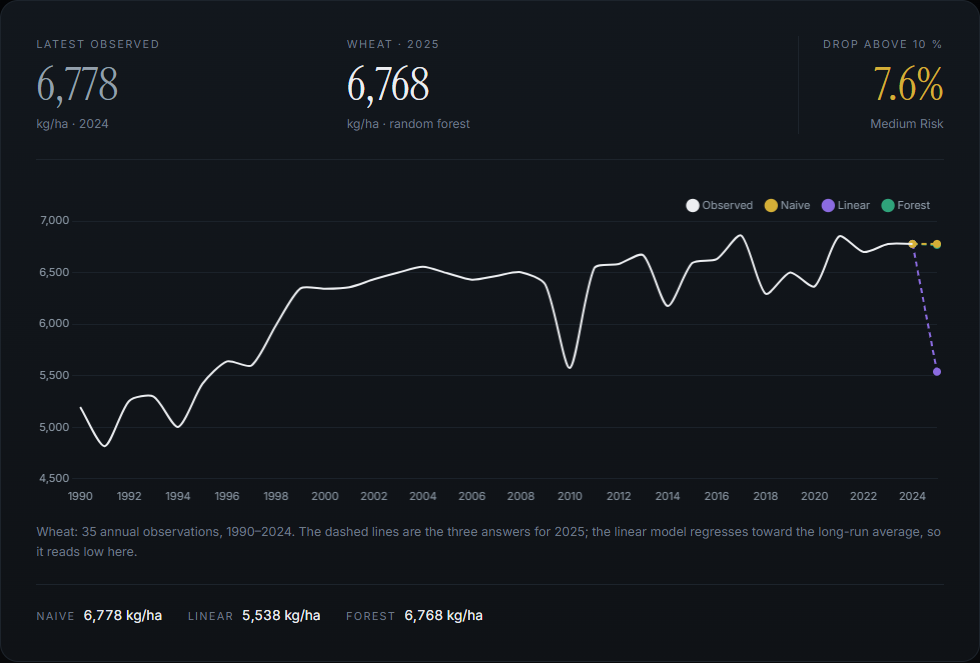 LATEST OBSERVED
6,778
kg/ha · 2024
WHEAT · 2025
6,768
kg/ha · random forest
DROP ABOVE 10 %
7.6%
Medium Risk
Observed Naive Linear Forest
7,000
6,500
6,000
5,500
5,000
4,500
1990 1992 1994 1996 1998 2000 2002 2004 2006 2008 2010 2012 2014 2016 2018 2020 2022 2024
Wheat: 35 annual observations, 1990–2024. The dashed lines are the three answers for 2025; the linear model regresses toward the long-run average, so
it reads low here.
NAIVE 6,778 kg/ha LINEAR 5,538 kg/ha FOREST 6,768 kg/ha